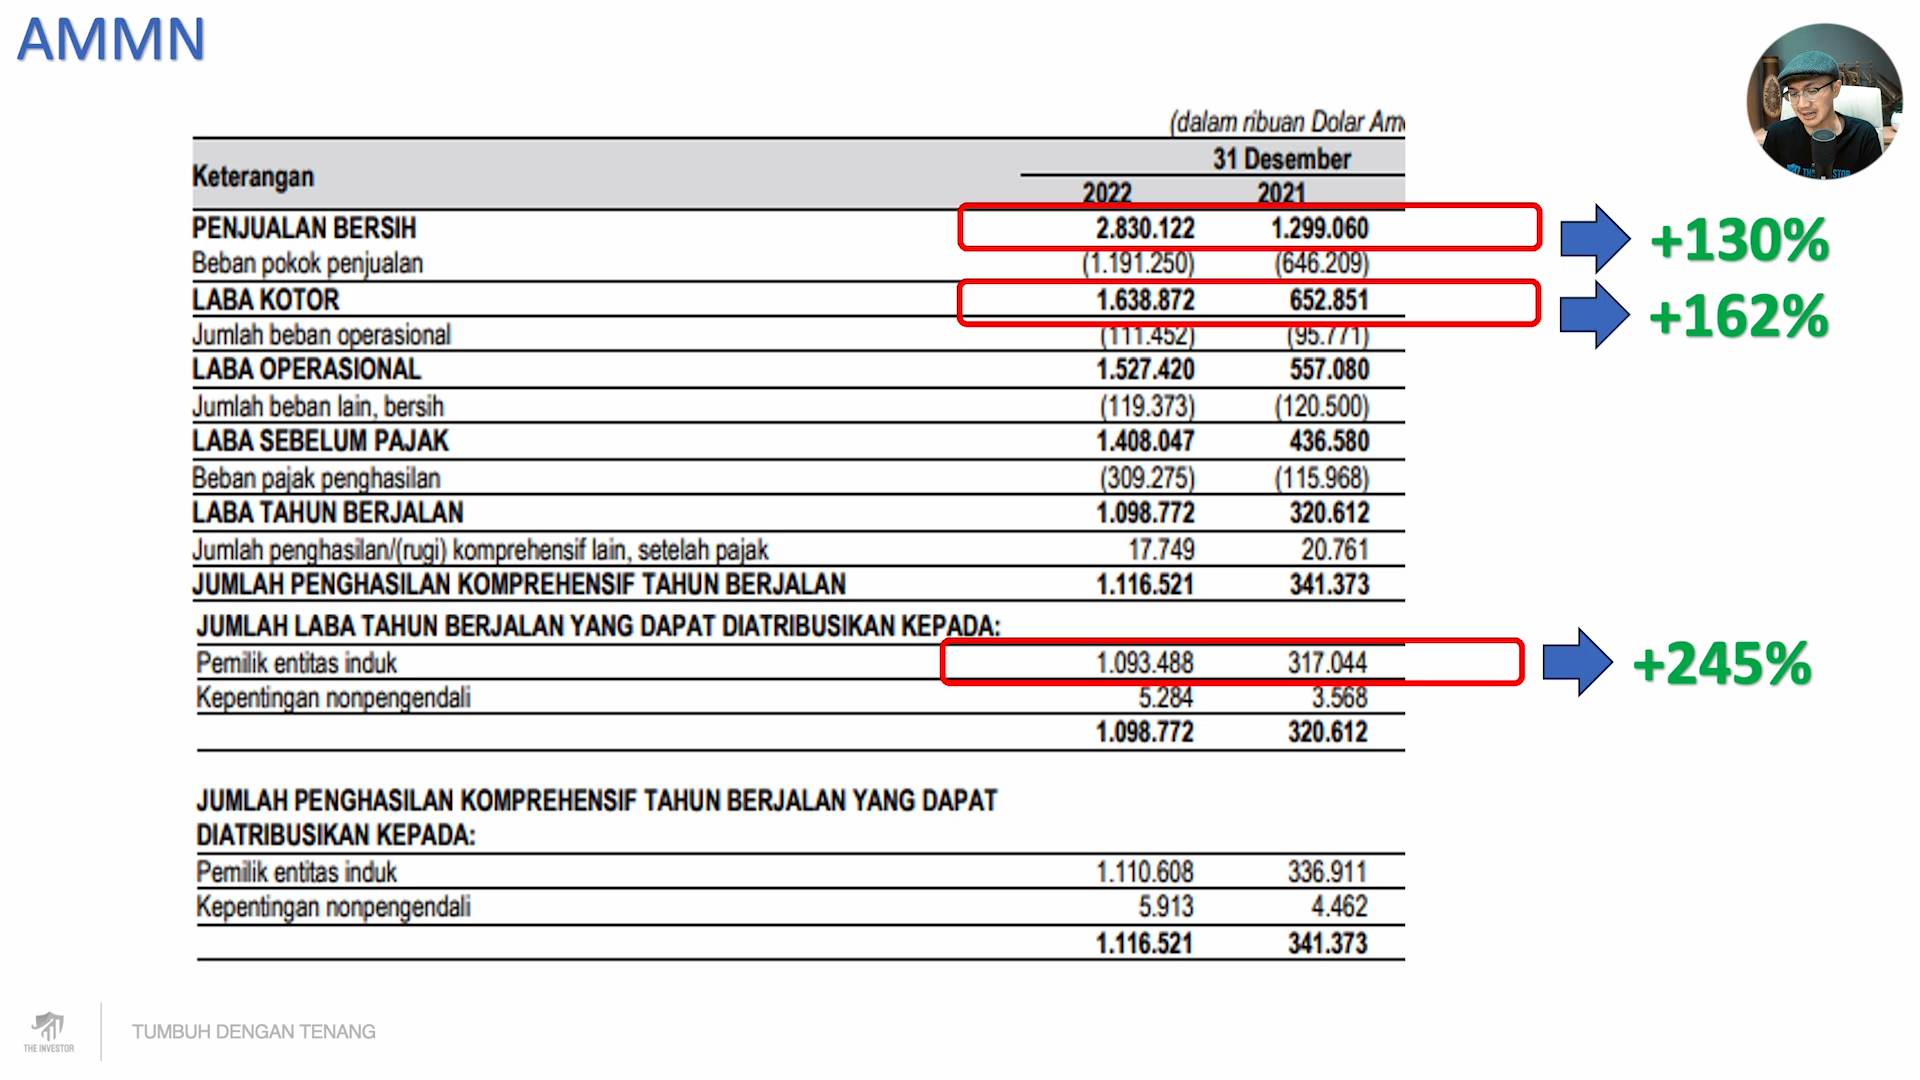 AMMN
(dalam ribuan Dolar Am
31 Desember
Keterangan
2022 2021
PENJUALAN BERSIH 2.830.122 1.299.060
+130%
Beban pokok penjualan (1.191.250) (646.209)
LABA KOTOR 1.638.872 652.851
+162%
Jumlah beban operasional (111.452) (95.771)
LABA OPERASIONAL 1.527.420 557.080
Jumlah beban lain, bersih (119.373) (120.500)
LABA SEBELUM PAJAK 1.408.047 436.580
Beban pajak penghasilan (309.275) (115.968)
LABA TAHUN BERJALAN 1.098.772 320.612
Jumlah penghasilan/(rugi) komprehensif lain, setelah pajak 17.749 20.761
JUMLAH PENGHASILAN KOMPREHENSIF TAHUN BERJALAN 1.116.521 341.373
JUMLAH LABA TAHUN BERJALAN YANG DAPAT DIATRIBUSIKAN KEPADA:
Pemilik entitas induk 1.093.488 317.044
+245%
Kepentingan nonpengendali 5.284 3.568
1.098.772 320.612
JUMLAH PENGHASILAN KOMPREHENSIF TAHUN BERJALAN YANG DAPAT
DIATRIBUSIKAN KEPADA:
Pemilik entitas induk 1.110.608 336.911
Kepentingan nonpengendali 5.913 4.462
1.116.521 341.373
THE INVESTOR
TUMBUH DENGAN TENANG